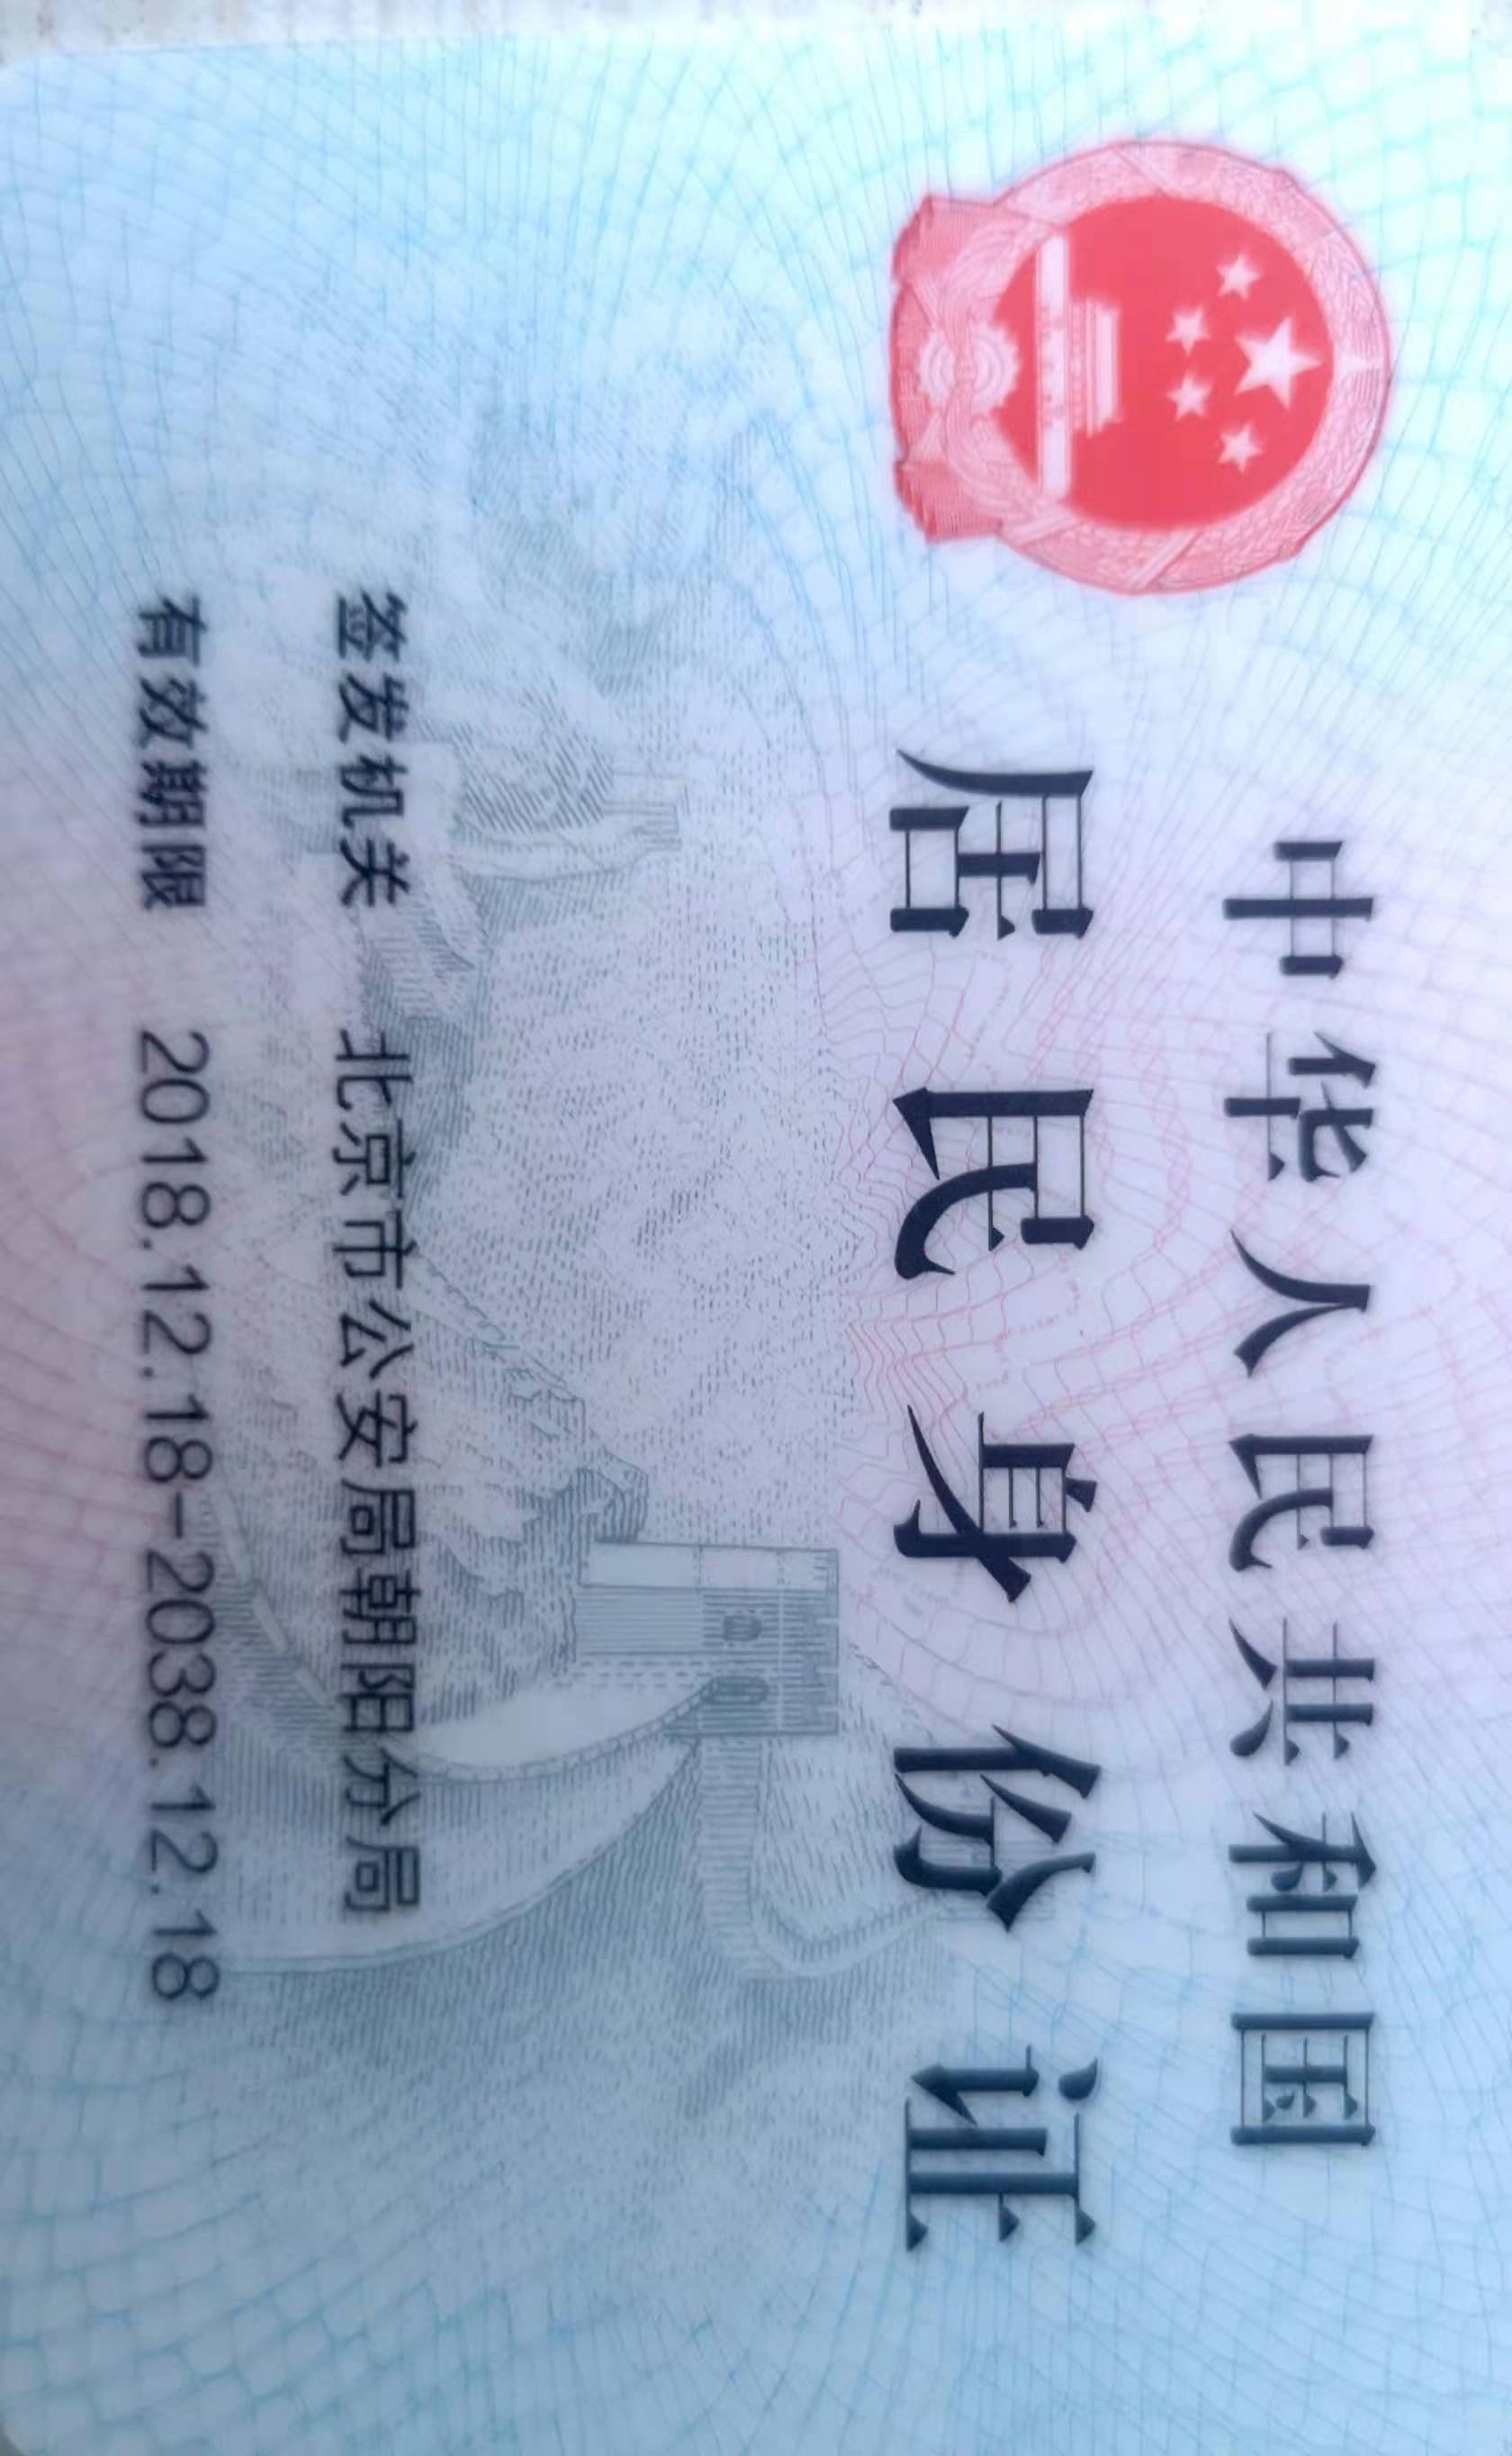 中华人民共和国
居民身份证
签发机关 北京市公安局朝阳分局
有效期限 2018.12.18-2038.12.18